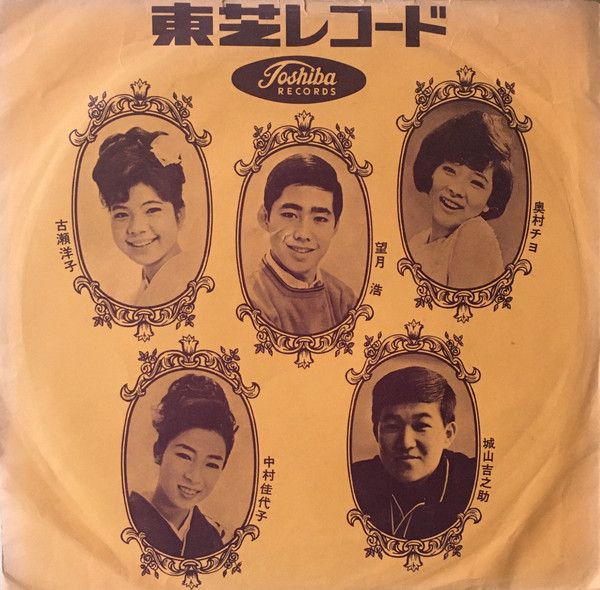 東芝レコード
Toshiba
RECORDS
古瀬洋子
望月浩
奥村チヨ
中村佳代子
城山吉之助